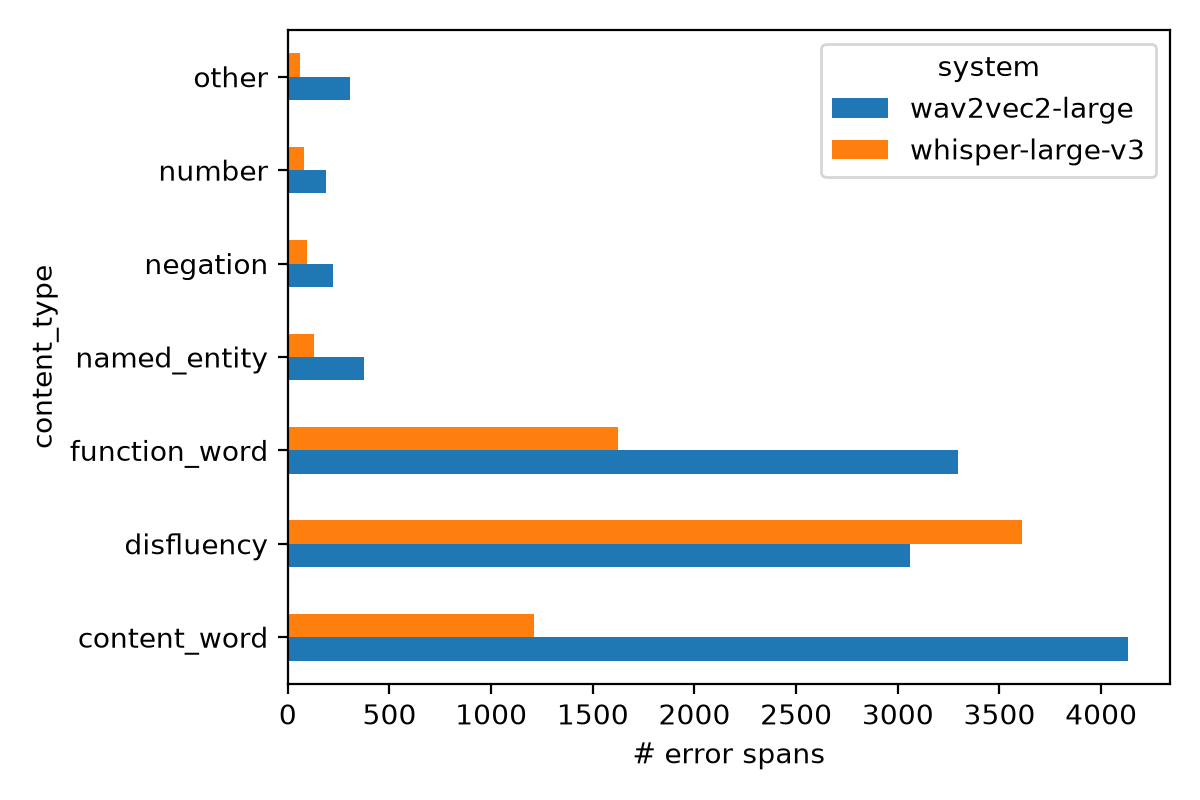 system
wav2vec2-large
whisper-large-v3
other
number
negation
named_entity
function_word
disfluency
content_word
content_type
0 500 1000 1500 2000 2500 3000 3500 4000
# error spans